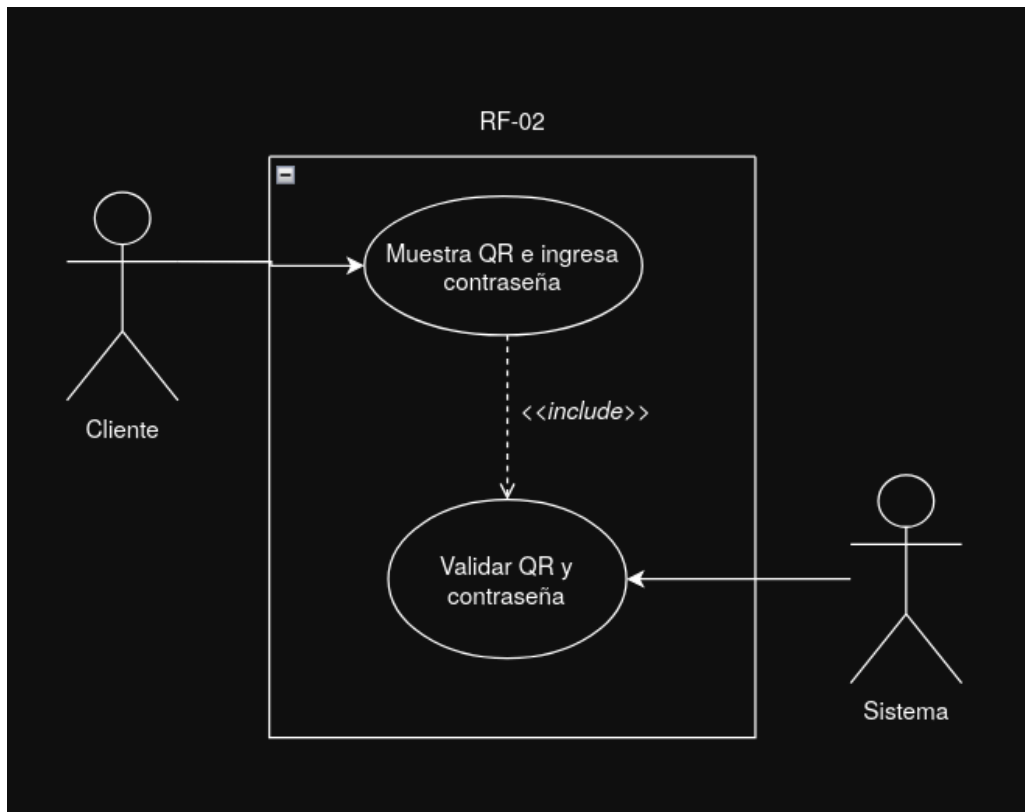 RF-02
Muestra QR e ingresa
contraseña
Cliente
<<include>>
Validar QR y
contraseña
Sistema